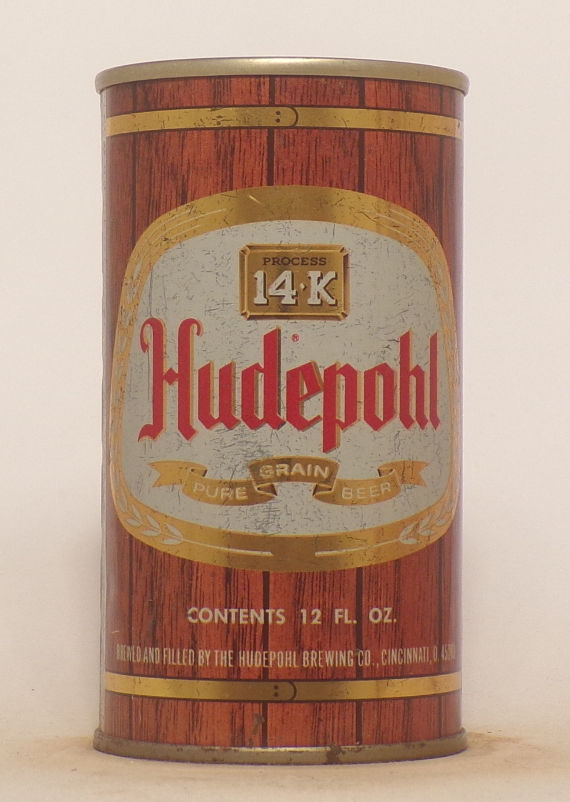 PROCESS
14·K
Hudepohl
®
PURE GRAIN BEER
CONTENTS 12 FL. OZ.
BREWED AND FILLED BY THE HUDEPOHL BREWING CO., CINCINNATI, O.